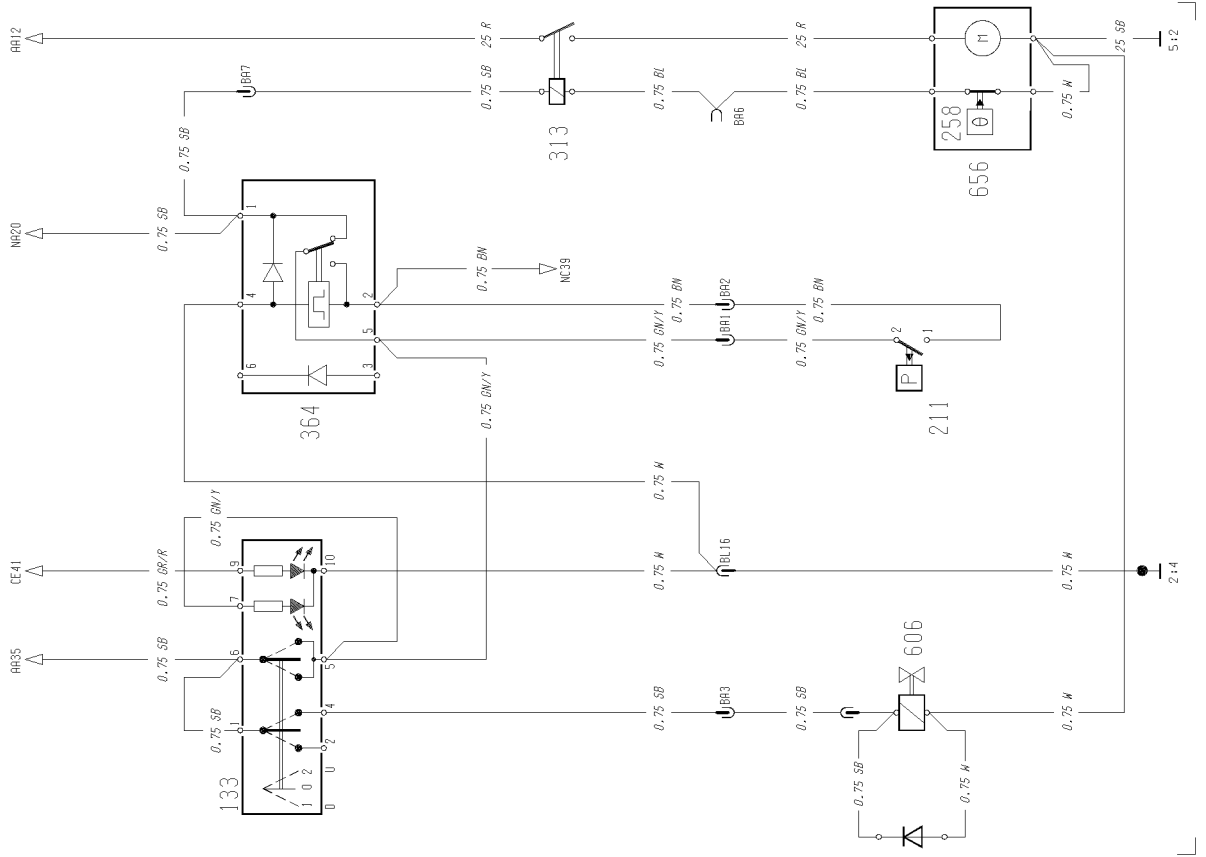 AA12
25 R
25 R
25 SB
5:2
M
BA7
0.75 SB
0.75 BL
0.75 BL
0.75 W
BA6
258
θ
313
656
0.75 SB
1
NA20
0.75 SB
0.75 BN
NC39
4
2
0.75 BN
BA2
0.75 BN
5
0.75 GN/Y
BA1
0.75 GN/Y
2
1
6
3
P
364
211
0.75 GN/Y
0.75 W
0.75 GN/Y
CE41
0.75 GR/R
9
10
0.75 W
BL16
0.75 W
2:4
7
AA35
0.75 SB
6
5
606
4
0.75 SB
BA3
0.75 SB
0.75 W
0.75 SB
1
2
133
2
0
1
U
D
0.75 SB
0.75 W